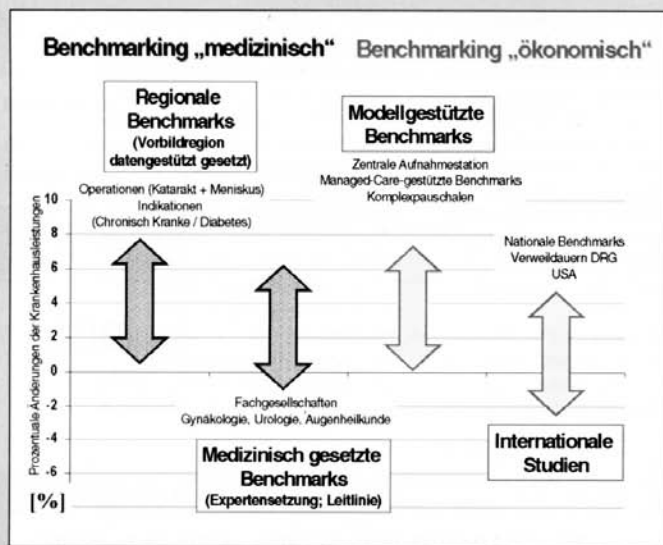 Benchmarking „medizinisch“
Benchmarking „ökonomisch“
Regionale
Benchmarks
(Vorbildregion
datengestützt gesetzt)
Modellgestützte
Benchmarks
Operationen (Katarakt + Meniskus)
Indikationen
(Chronisch Kranke / Diabetes)
Zentrale Aufnahmestation
Managed-Care-gestützte Benchmarks
Komplexpauschalen
Nationale Benchmarks
Verweildauern DRG
USA
Prozentuale Änderungen der Krankenhausleistungen
10
8
6
4
2
0
-2
-4
-6
[%]
Fachgesellschaften
Gynäkologie, Urologie, Augenheilkunde
Medizinisch gesetzte
Benchmarks
(Expertensetzung; Leitlinie)
Internationale
Studien